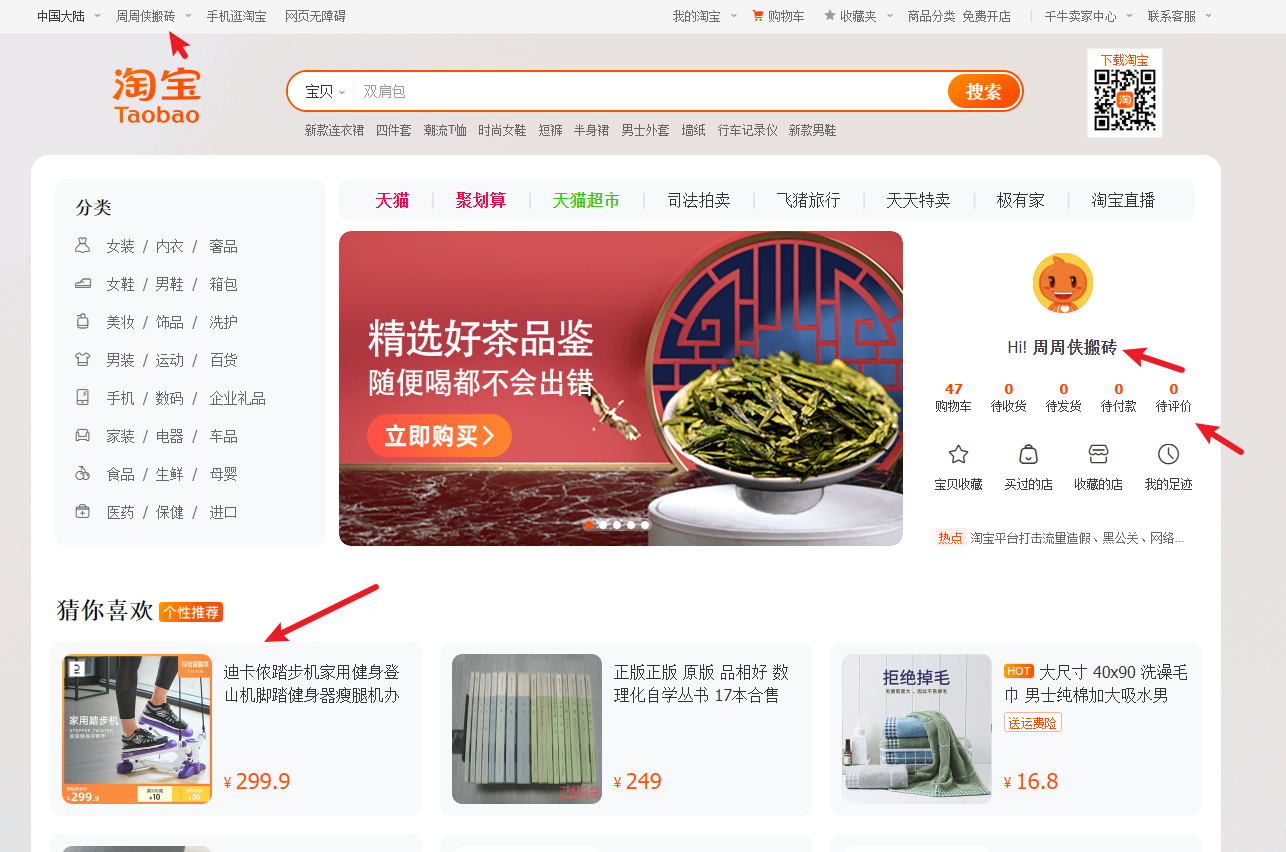 中国大陆 周周侠搬砖 手机逛淘宝 网页无障碍 我的淘宝 购物车 收藏夹 商品分类 免费开店 千牛卖家中心 联系客服
淘宝
Taobao
宝贝 双肩包 搜索
新款连衣裙 四件套 潮流T恤 时尚女鞋 短裤 半身裙 男士外套 墙纸 行车记录仪 新款男鞋
下载淘宝
淘
分类
女装 / 内衣 / 奢品
女鞋 / 男鞋 / 箱包
美妆 / 饰品 / 洗护
男装 / 运动 / 百货
手机 / 数码 / 企业礼品
家装 / 电器 / 车品
食品 / 生鲜 / 母婴
医药 / 保健 / 进口
天猫 聚划算 天猫超市 司法拍卖 飞猪旅行 天天特卖 极有家 淘宝直播
精选好茶品鉴
随便喝都不会出错
立即购买
Hi! 周周侠搬砖
47 0 0 0 0
购物车 待收货 待发货 待付款 待评价
宝贝收藏 买过的店 收藏的店 我的足迹
热点 淘宝平台打击流量造假、黑公关、网络...
猜你喜欢 个性推荐
家用踏步机
STEPPER TWISTER
¥299.9
¥10
¥30
迪卡侬踏步机家用健身登
山机脚踏健身器瘦腿机办
¥ 299.9
正版正版 原版 品相好 数
理化自学丛书 17本合售
¥ 249
拒绝掉毛
HOT 大尺寸 40x90 洗澡毛
巾 男士纯棉加大吸水男
送运费险
¥ 16.8